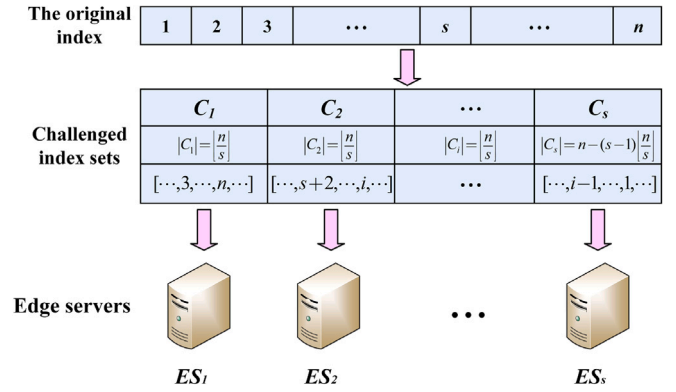 The original index
1 2 3 ⋯ s ⋯ n
C₁ C₂ ⋯ Cₛ
Challenged index sets
|C₁|=⌊n/s⌋ |C₂|=⌊n/s⌋ |Cᵢ|=⌊n/s⌋ |Cₛ|=n−(s−1)⌊n/s⌋
[⋯,3,⋯,n,⋯] [⋯,s+2,⋯,i,⋯] ⋯ [⋯,i−1,⋯,1,⋯]
Edge servers
⋯
ES₁ ES₂ ESₛ